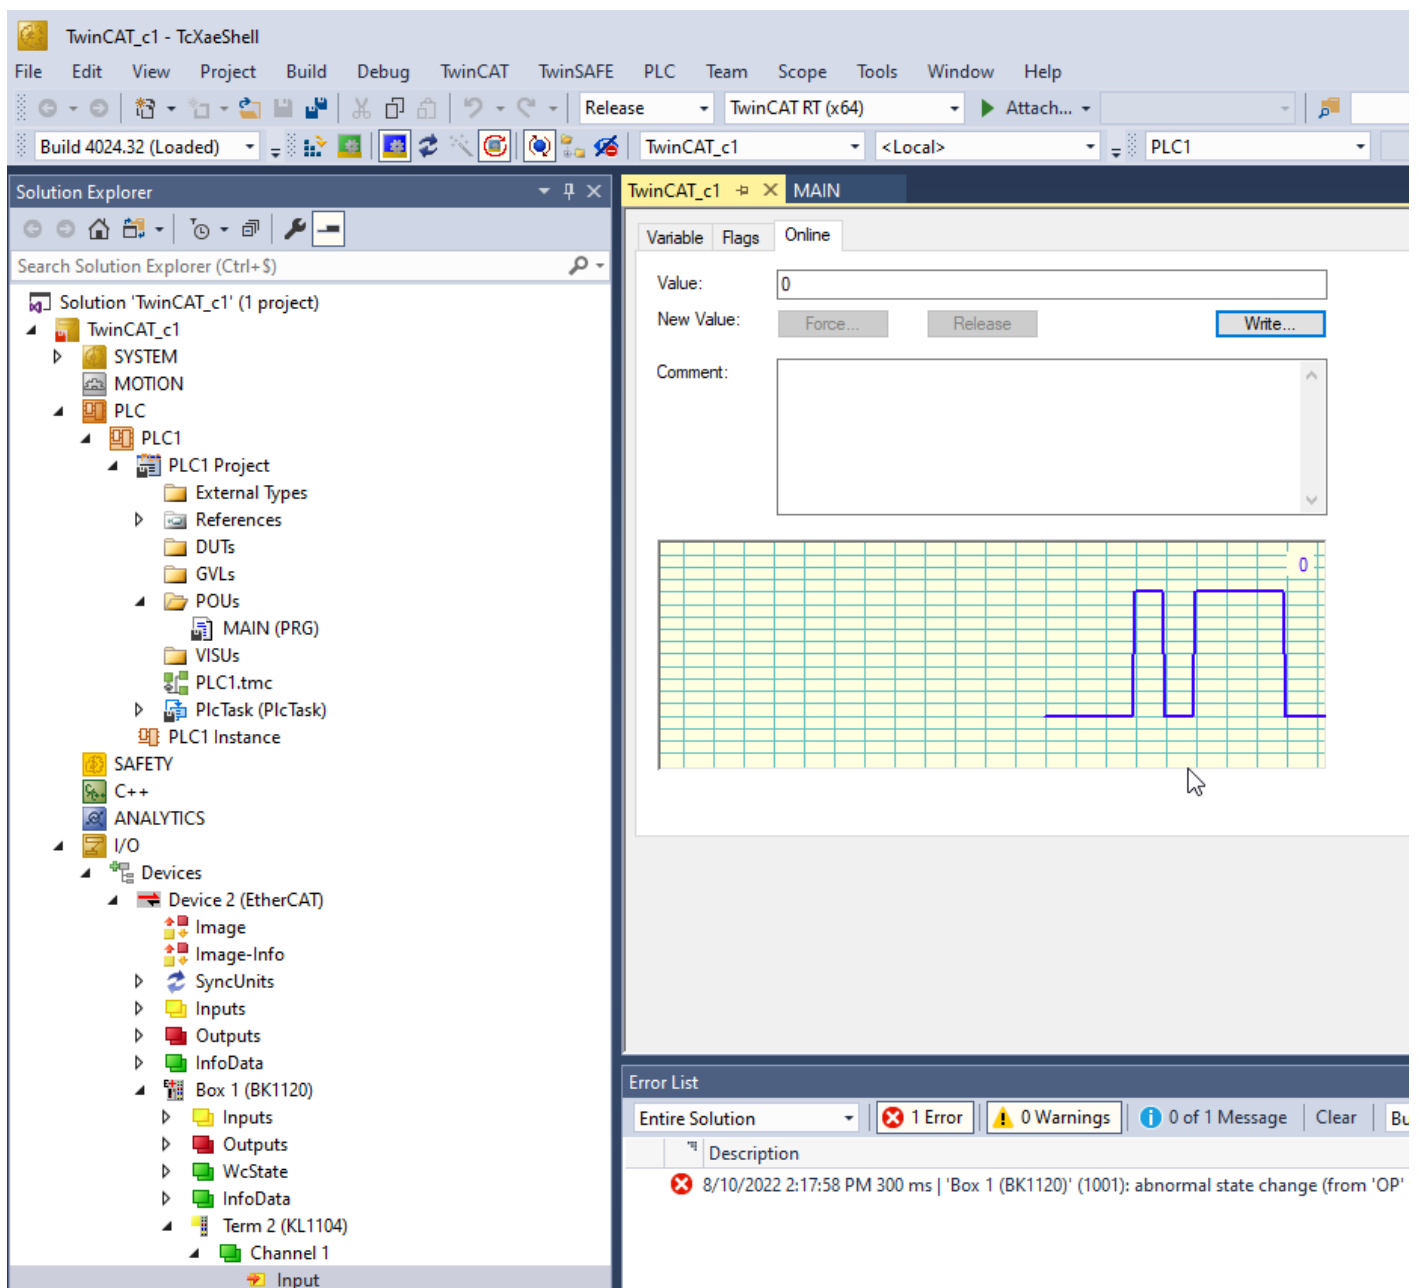 TwinCAT_c1 - TcXaeShell
File Edit View Project Build Debug TwinCAT TwinSAFE PLC Team Scope Tools Window Help
Release TwinCAT RT (x64) Attach...
Build 4024.32 (Loaded) TwinCAT_c1 <Local> PLC1
Solution Explorer
Search Solution Explorer (Ctrl+$)
Solution 'TwinCAT_c1' (1 project)
TwinCAT_c1
SYSTEM
MOTION
PLC
PLC1
PLC1 Project
External Types
References
DUTs
GVLs
POUs
MAIN (PRG)
VISUs
PLC1.tmc
PlcTask (PlcTask)
PLC1 Instance
SAFETY
C++
ANALYTICS
I/O
Devices
Device 2 (EtherCAT)
Image
Image-Info
SyncUnits
Inputs
Outputs
InfoData
Box 1 (BK1120)
Inputs
Outputs
WcState
InfoData
Term 2 (KL1104)
Channel 1
Input
TwinCAT_c1 MAIN
Variable Flags Online
Value: 0
New Value: Force... Release Write...
Comment:
0
Error List
Entire Solution 1 Error 0 Warnings 0 of 1 Message Clear Bu
Description
8/10/2022 2:17:58 PM 300 ms | 'Box 1 (BK1120)' (1001): abnormal state change (from 'OP'